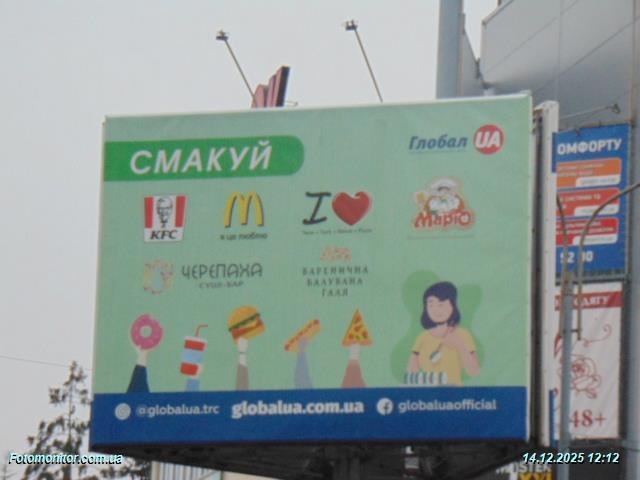 СМАКУЙ
Глобал UA
KFC
я це люблю
I
Маріо
ЧЕРЕПАХА
СУШІ-БАР
ВАРЕНИЧНА
БАЛУВАНА
ГАЛЯ
@globalua.trc
globalua.com.ua
globaluaofficial
ОМФОРТУ
48+
Fotomonitor.com.ua
14.12.2025 12:12